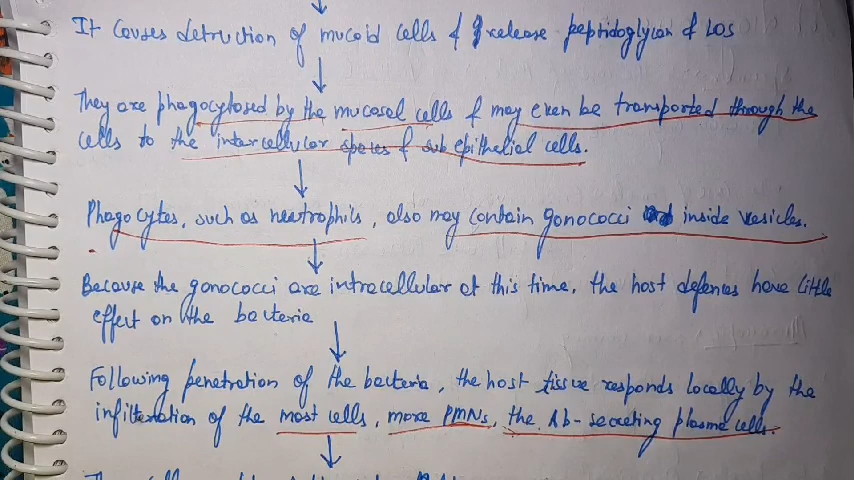 It causes detruction of mucoid cells & release peptidoglycan & LOS
They are phagocytosed by the mucosal cells & may even be transported through the
cells to the intercellular spaces & sub epithelial cells.
Phagocytes, such as neutrophils, also may contain gonococci inside vesicles.
Because the gonococci are intracellular at this time, the host defences have little
effect on the bacteria
Following penetration of the bacteria, the host tissue responds locally by the
infilteration of the mast cells, more PMNs, the Ab-secreting plasma cells.